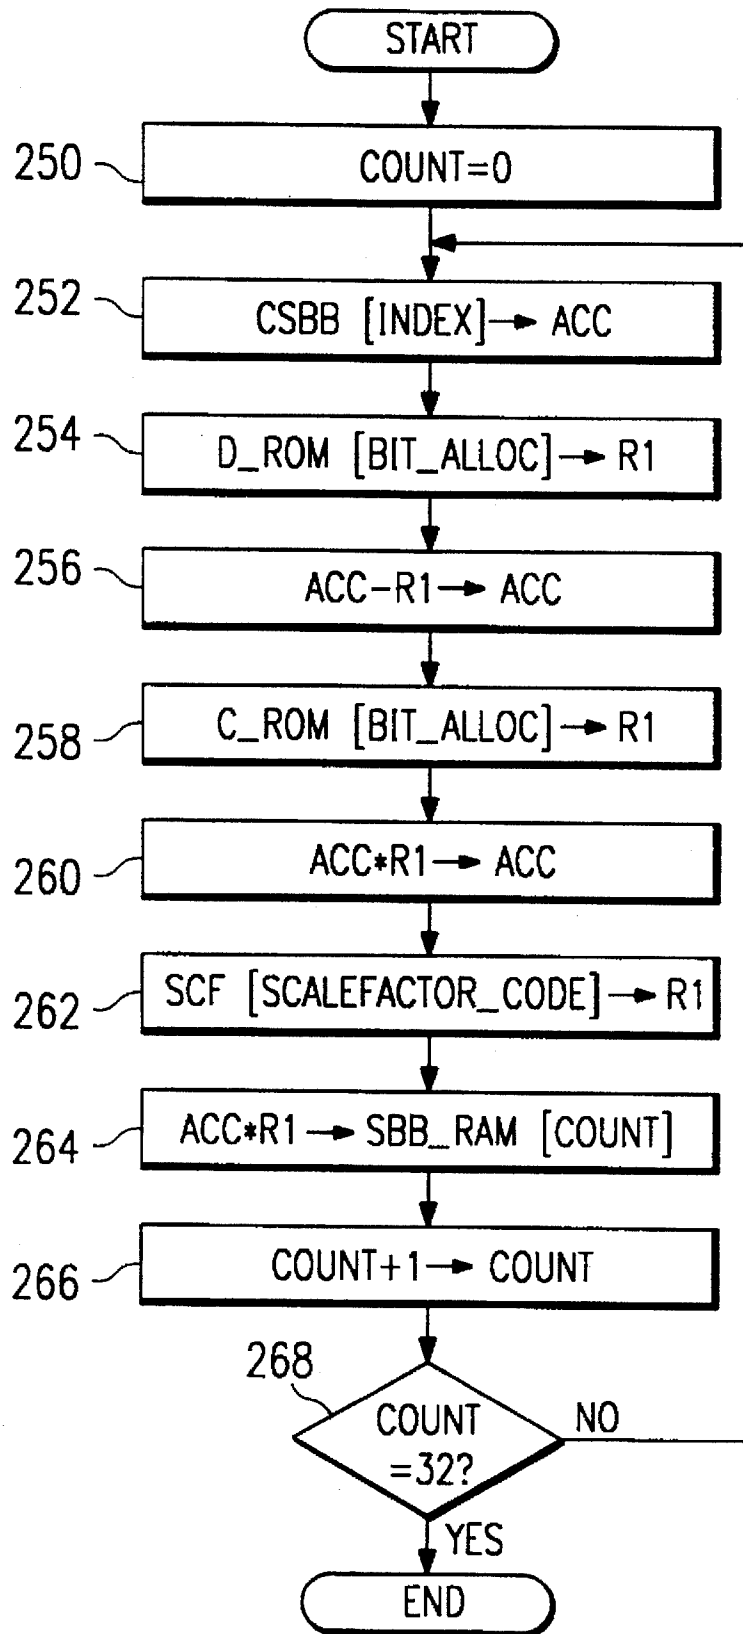 START
250
COUNT=0
252
CSBB [INDEX]→ ACC
254
D_ROM [BIT_ALLOC]→ R1
256
ACC-R1→ ACC
258
C_ROM [BIT_ALLOC]→ R1
260
ACC*R1→ ACC
262
SCF [SCALEFACTOR_CODE]→ R1
264
ACC*R1→ SBB_RAM [COUNT]
266
COUNT+1→ COUNT
268
COUNT
=32?
NO
YES
END